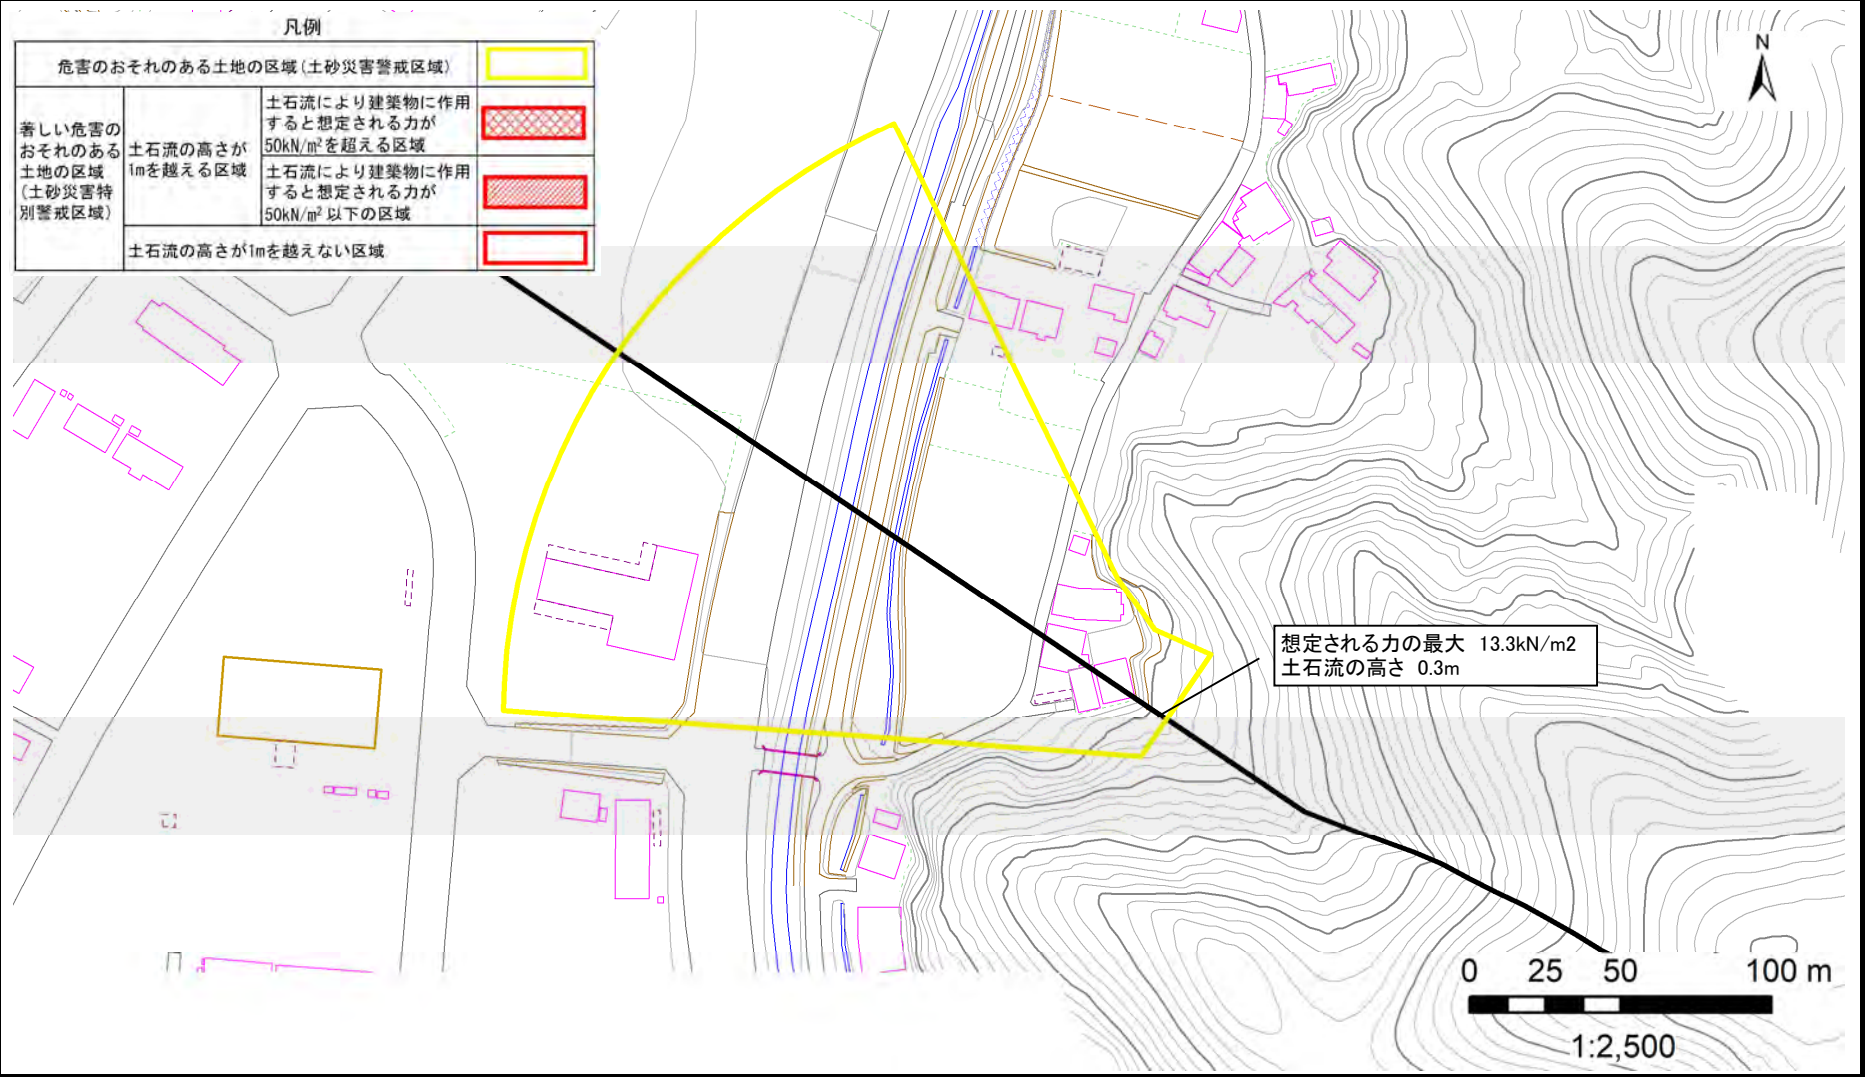 凡例
危害のおそれのある土地の区域(土砂災害警戒区域)
著しい危害の
おそれのある
土地の区域
(土砂災害特
別警戒区域)
土石流の高さが
1mを越える区域
土石流により建築物に作用
すると想定される力が
50kN/m²を超える区域
土石流により建築物に作用
すると想定される力が
50kN/m²以下の区域
土石流の高さが1mを越えない区域
N
想定される力の最大 13.3kN/m2
土石流の高さ 0.3m
0 25 50 100 m
1:2,500